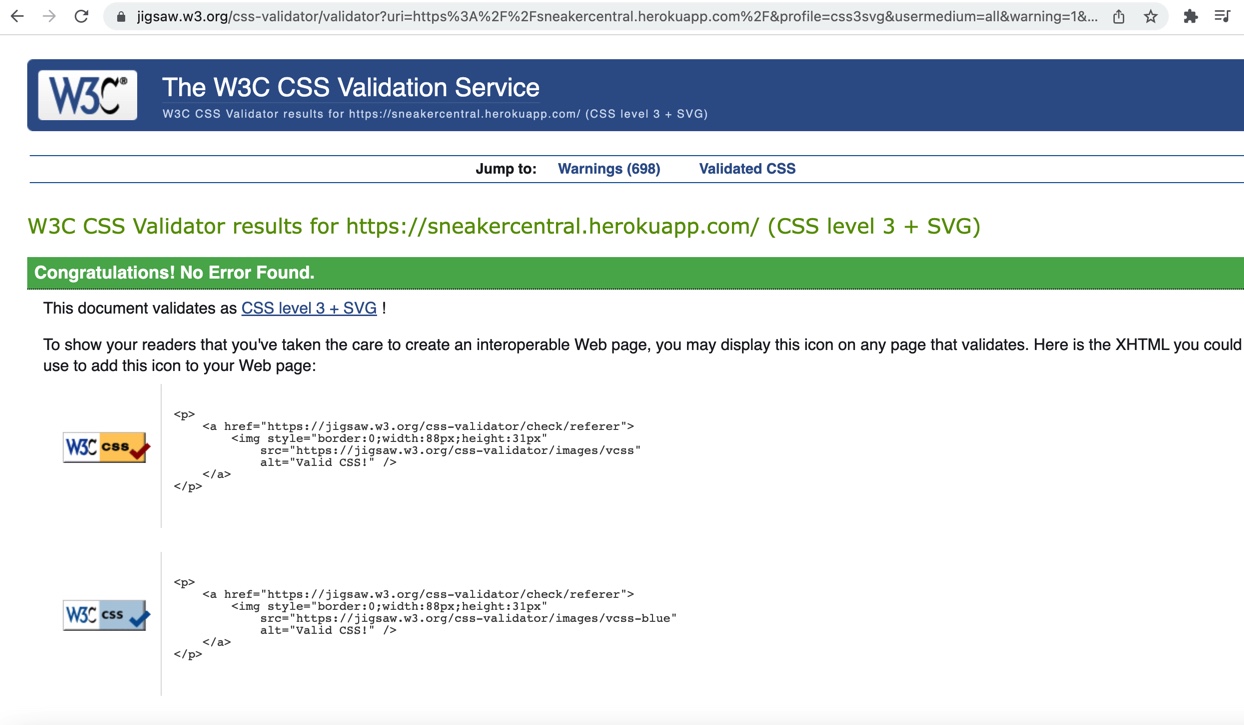 jigsaw.w3.org/css-validator/validator?uri=https%3A%2F%2Fsneakercentral.herokuapp.com%2F&profile=css3svg&usermedium=all&warning=1&...
W3C®
The W3C CSS Validation Service
W3C CSS Validator results for https://sneakercentral.herokuapp.com/ (CSS level 3 + SVG)
Jump to: Warnings (698) Validated CSS
W3C CSS Validator results for https://sneakercentral.herokuapp.com/ (CSS level 3 + SVG)
Congratulations! No Error Found.
This document validates as CSS level 3 + SVG !
To show your readers that you've taken the care to create an interoperable Web page, you may display this icon on any page that validates. Here is the XHTML you could
use to add this icon to your Web page:
W3C css
<p>
    <a href="https://jigsaw.w3.org/css-validator/check/referer">
        <img style="border:0;width:88px;height:31px"
            src="https://jigsaw.w3.org/css-validator/images/vcss"
            alt="Valid CSS!" />
    </a>
</p>
W3C css
<p>
    <a href="https://jigsaw.w3.org/css-validator/check/referer">
        <img style="border:0;width:88px;height:31px"
            src="https://jigsaw.w3.org/css-validator/images/vcss-blue"
            alt="Valid CSS!" />
    </a>
</p>